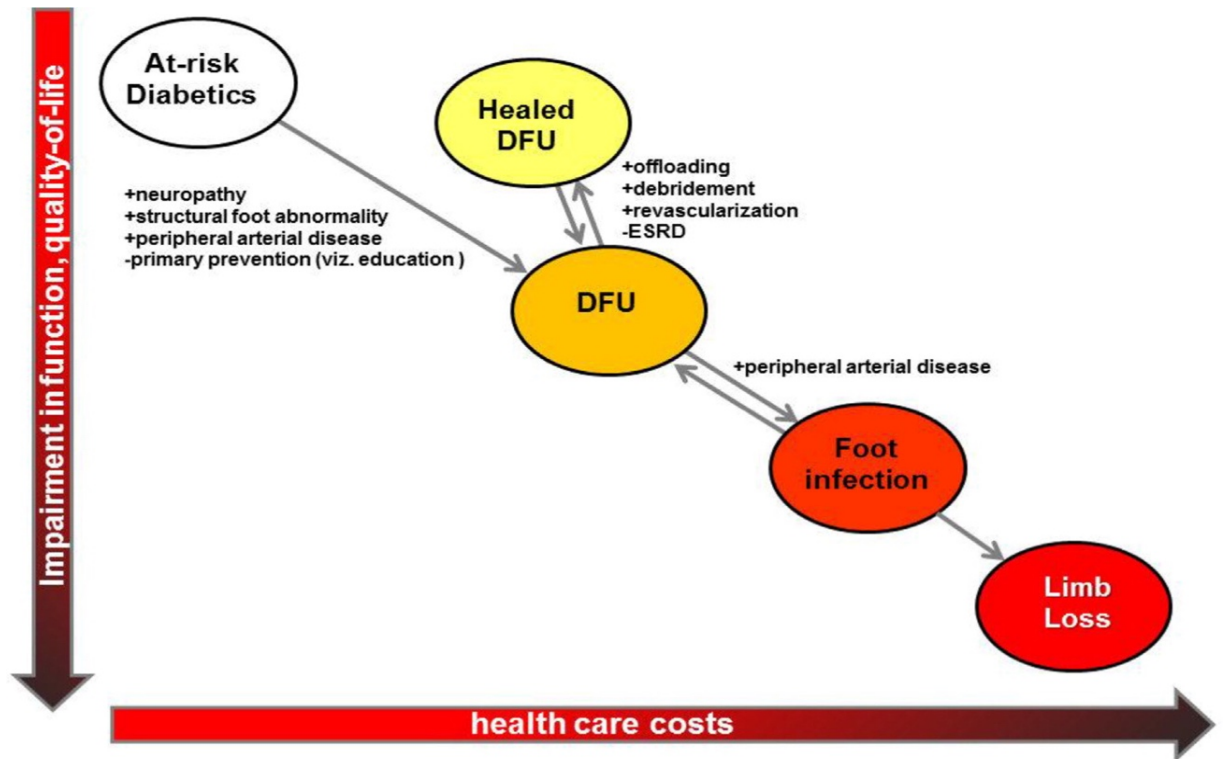 Impairment in function, quality-of-life
At-risk
Diabetics
Healed
DFU
+offloading
+debridement
+revascularization
-ESRD
+neuropathy
+structural foot abnormality
+peripheral arterial disease
-primary prevention (viz. education )
DFU
+peripheral arterial disease
Foot
infection
Limb
Loss
health care costs